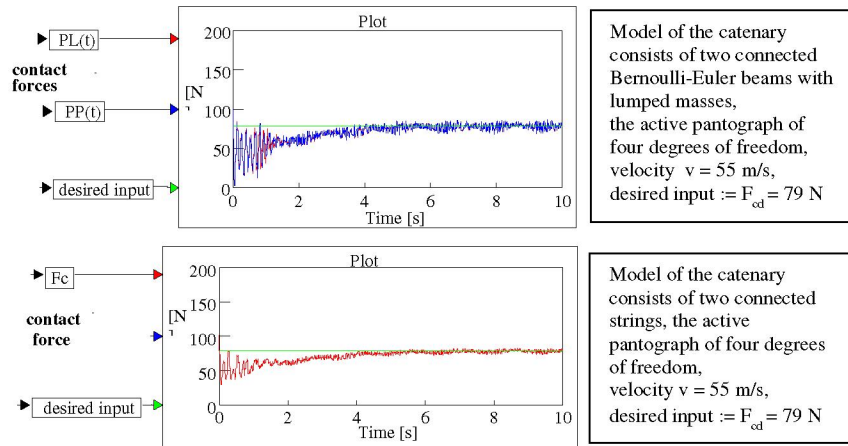 Plot
PL(t)
contact
forces
PP(t)
desired input
[N
200
150
100
50
0
0 2 4 6 8 10
Time [s]
Model of the catenary
consists of two connected
Bernoulli-Euler beams with
lumped masses,
the active pantograph of
four degrees of freedom,
velocity v = 55 m/s,
desired input := F_cd = 79 N
Plot
Fc
contact
force
desired input
[N
200
150
100
50
0
0 2 4 6 8 10
Time [s]
Model of the catenary
consists of two connected
strings, the active
pantograph of four degrees
of freedom,
velocity v = 55 m/s,
desired input := F_cd = 79 N